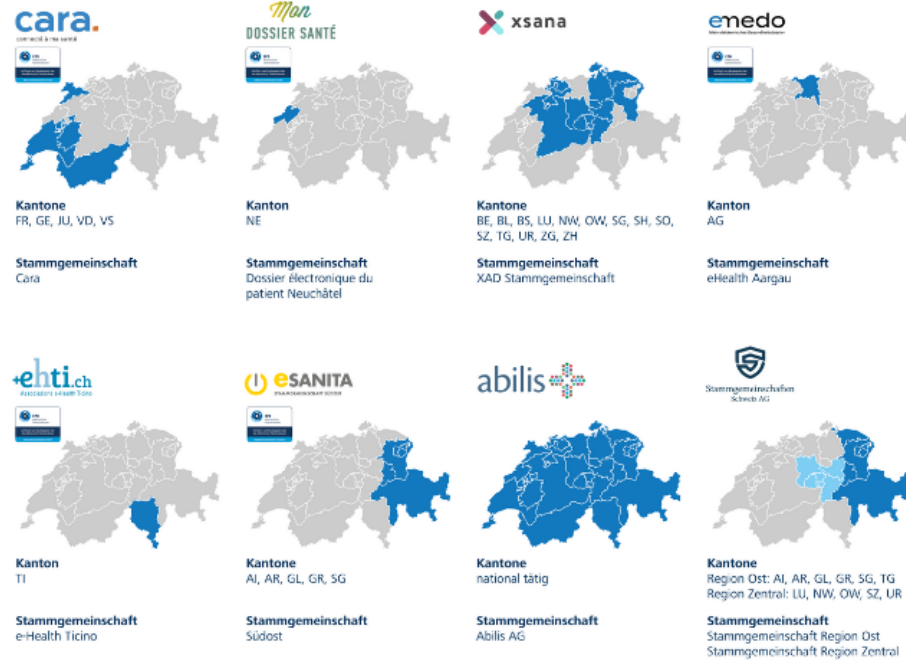 cara.
connecté à ma santé
Kantone
FR, GE, JU, VD, VS
Stammgemeinschaft
Cara
Mon
DOSSIER SANTÉ
Kanton
NE
Stammgemeinschaft
Dossier électronique du
patient Neuchâtel
xsana
Kantone
BE, BL, BS, LU, NW, OW, SG, SH, SO,
SZ, TG, UR, ZG, ZH
Stammgemeinschaft
XAD Stammgemeinschaft
emedo
Kanton
AG
Stammgemeinschaft
eHealth Aargau
ehti.ch
Associazione e-Health Ticino
Kanton
TI
Stammgemeinschaft
e-Health Ticino
eSANITA
STAMMGEMEINSCHAFT SÜDOST
Kantone
AI, AR, GL, GR, SG
Stammgemeinschaft
Südost
abilis
Kantone
national tätig
Stammgemeinschaft
Abilis AG
Stammgemeinschaften
Schweiz AG
Kantone
Region Ost: AI, AR, GL, GR, SG, TG
Region Zentral: LU, NW, OW, SZ, UR
Stammgemeinschaft
Stammgemeinschaft Region Ost
Stammgemeinschaft Region Zentral